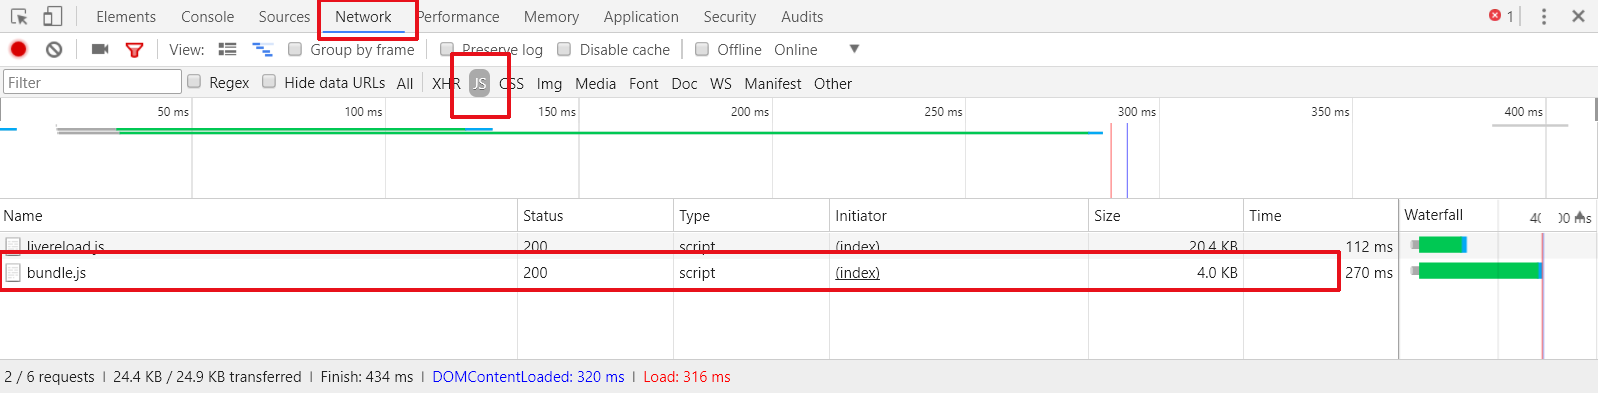 Elements Console Sources Network Performance Memory Application Security Audits 1
View: Group by frame Preserve log Disable cache Offline Online
Filter Regex Hide data URLs All XHR JS CSS Img Media Font Doc WS Manifest Other
50 ms 100 ms 150 ms 200 ms 250 ms 300 ms 350 ms 400 ms
Name Status Type Initiator Size Time Waterfall
livereload.js 200 script (index) 20.4 KB 112 ms
bundle.js 200 script (index) 4.0 KB 270 ms
2 / 6 requests | 24.4 KB / 24.9 KB transferred | Finish: 434 ms | DOMContentLoaded: 320 ms | Load: 316 ms